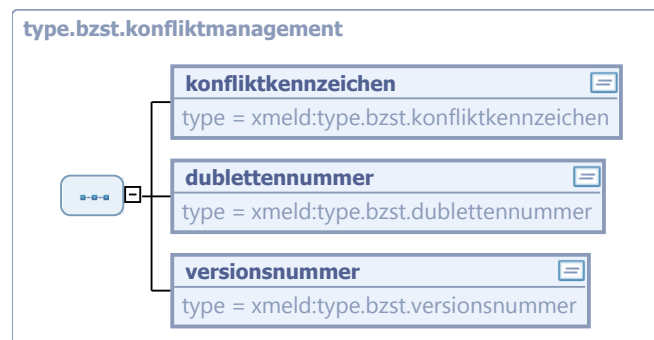 type.bzst.konfliktmanagement
konfliktkennzeichen
type = xmeld:type.bzst.konfliktkennzeichen
dublettennummer
type = xmeld:type.bzst.dublettennummer
versionsnummer
type = xmeld:type.bzst.versionsnummer